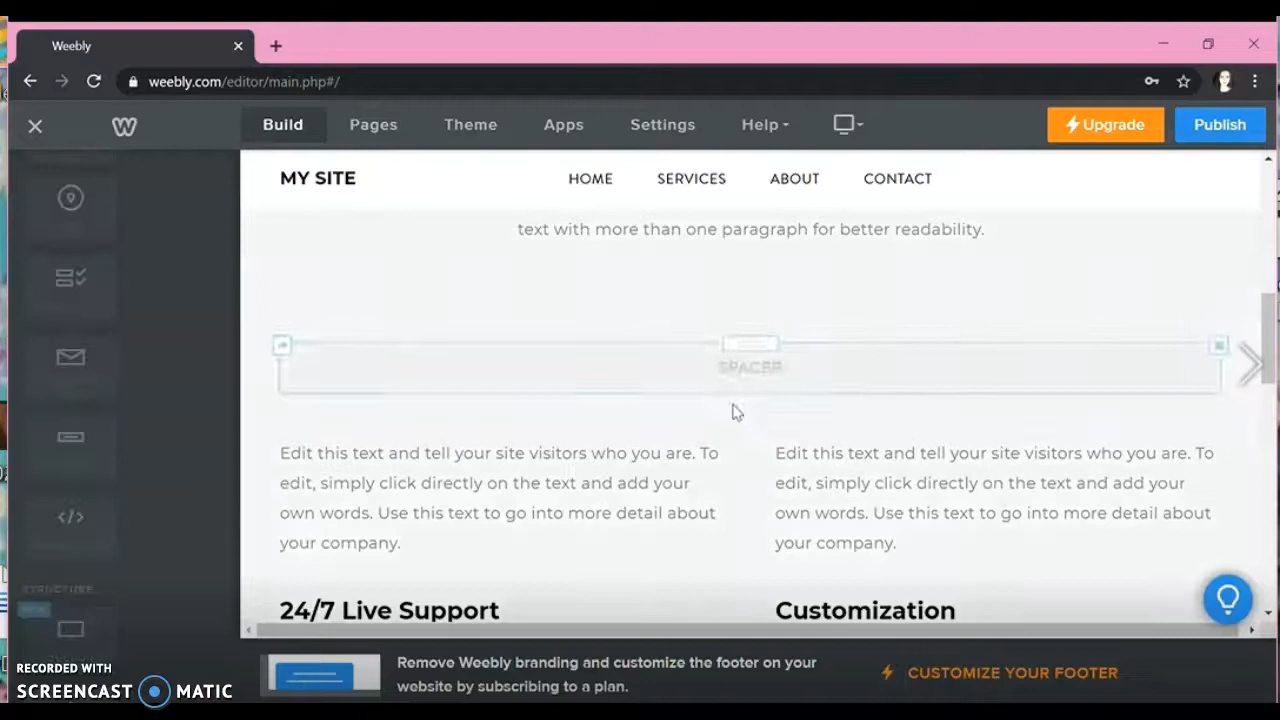 Weebly
weebly.com/editor/main.php#/
Build Pages Theme Apps Settings Help Upgrade Publish
MY SITE HOME SERVICES ABOUT CONTACT
text with more than one paragraph for better readability.
SPACER
Edit this text and tell your site visitors who you are. To
edit, simply click directly on the text and add your
own words. Use this text to go into more detail about
your company.
Edit this text and tell your site visitors who you are. To
edit, simply click directly on the text and add your
own words. Use this text to go into more detail about
your company.
24/7 Live Support
Customization
STRUCTURE
RECORDED WITH
SCREENCAST MATIC
Remove Weebly branding and customize the footer on your
website by subscribing to a plan.
CUSTOMIZE YOUR FOOTER